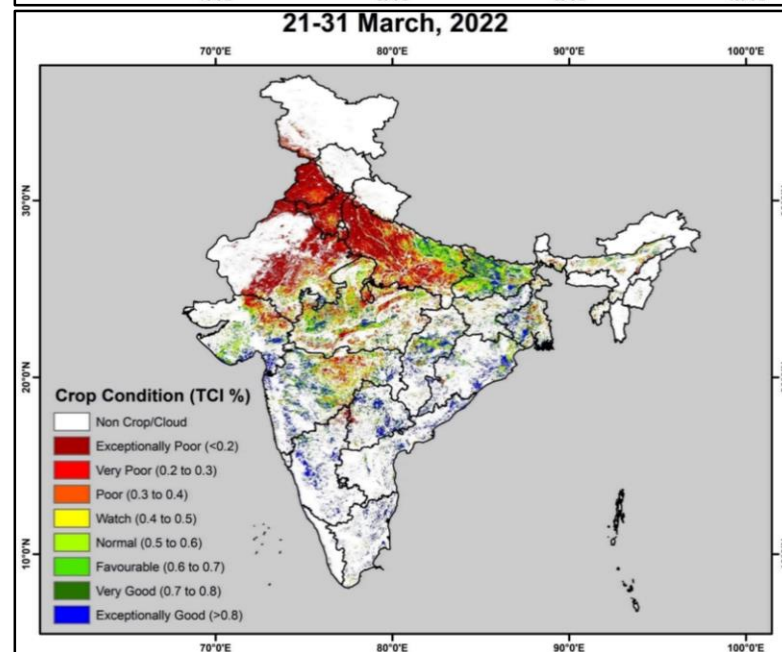 21-31 March, 2022
70°0'E 80°0'E 90°0'E 100°0'E
30°0'N
20°0'N
10°0'N
Crop Condition (TCI %)
Non Crop/Cloud
Exceptionally Poor (<0.2)
Very Poor (0.2 to 0.3)
Poor (0.3 to 0.4)
Watch (0.4 to 0.5)
Normal (0.5 to 0.6)
Favourable (0.6 to 0.7)
Very Good (0.7 to 0.8)
Exceptionally Good (>0.8)
70°0'E 80°0'E 90°0'E 100°0'E